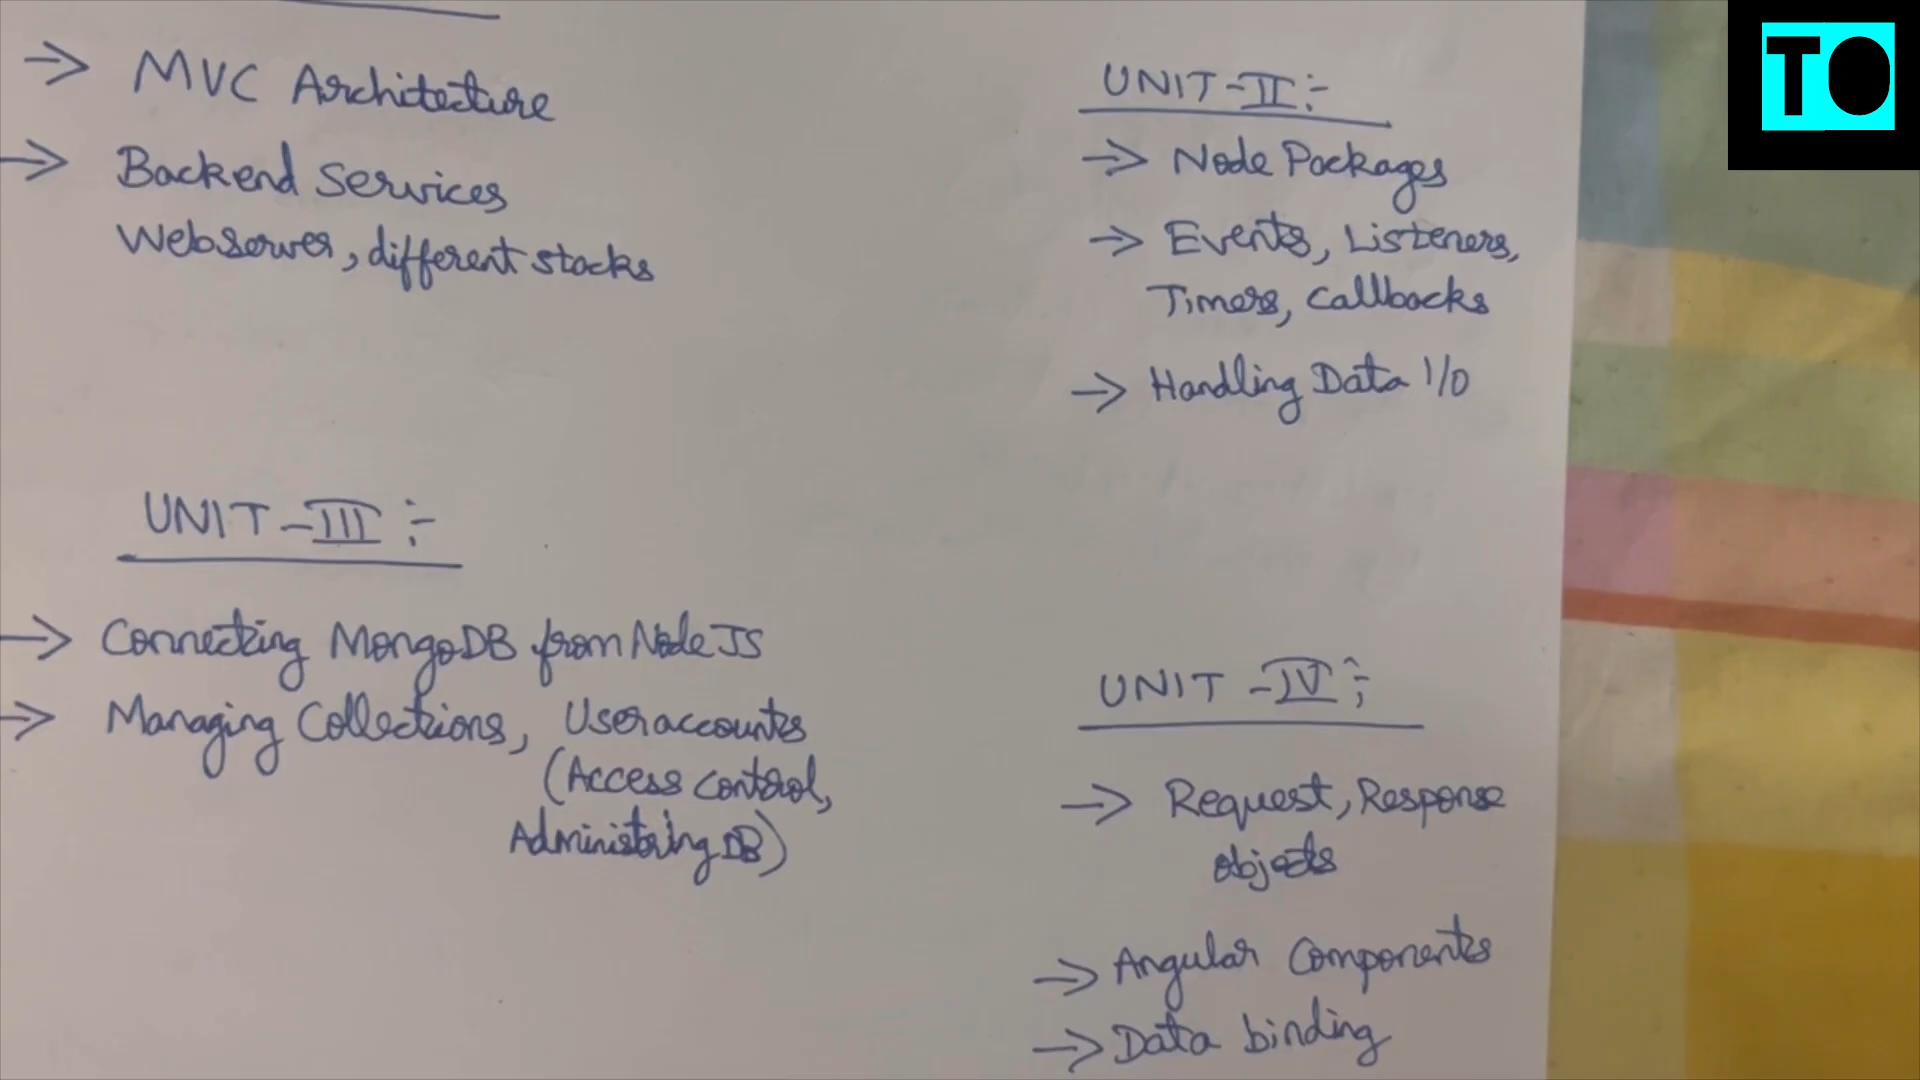 → MVC Architecture
→ Backend Services
Webserver, different stacks
UNIT-II:-
→ Node Packages
→ Events, Listeners,
Timers, Callbacks
→ Handling Data I/O
UNIT-III:-
→ Connecting MongoDB from NodeJS
→ Managing Collections, User accounts
(Access control,
Administering DB)
UNIT-IV:-
→ Request, Response
objects
→ Angular Components
→ Data binding
TO